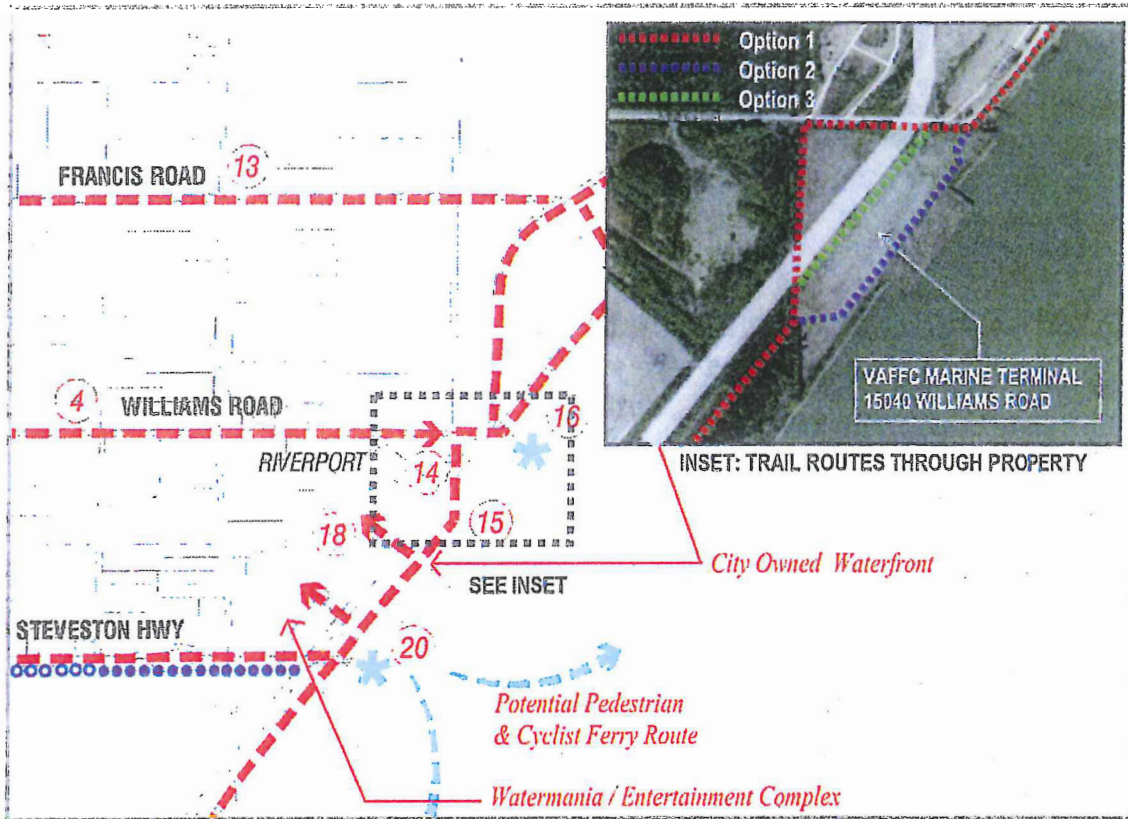 Option 1
Option 2
Option 3
13
FRANCIS ROAD
VAFFC MARINE TERMINAL
15040 WILLIAMS ROAD
4
WILLIAMS ROAD
16
RIVERPORT
14
INSET: TRAIL ROUTES THROUGH PROPERTY
15
18
City Owned Waterfront
SEE INSET
STEVESTON HWY
20
Potential Pedestrian
& Cyclist Ferry Route
Watermania / Entertainment Complex